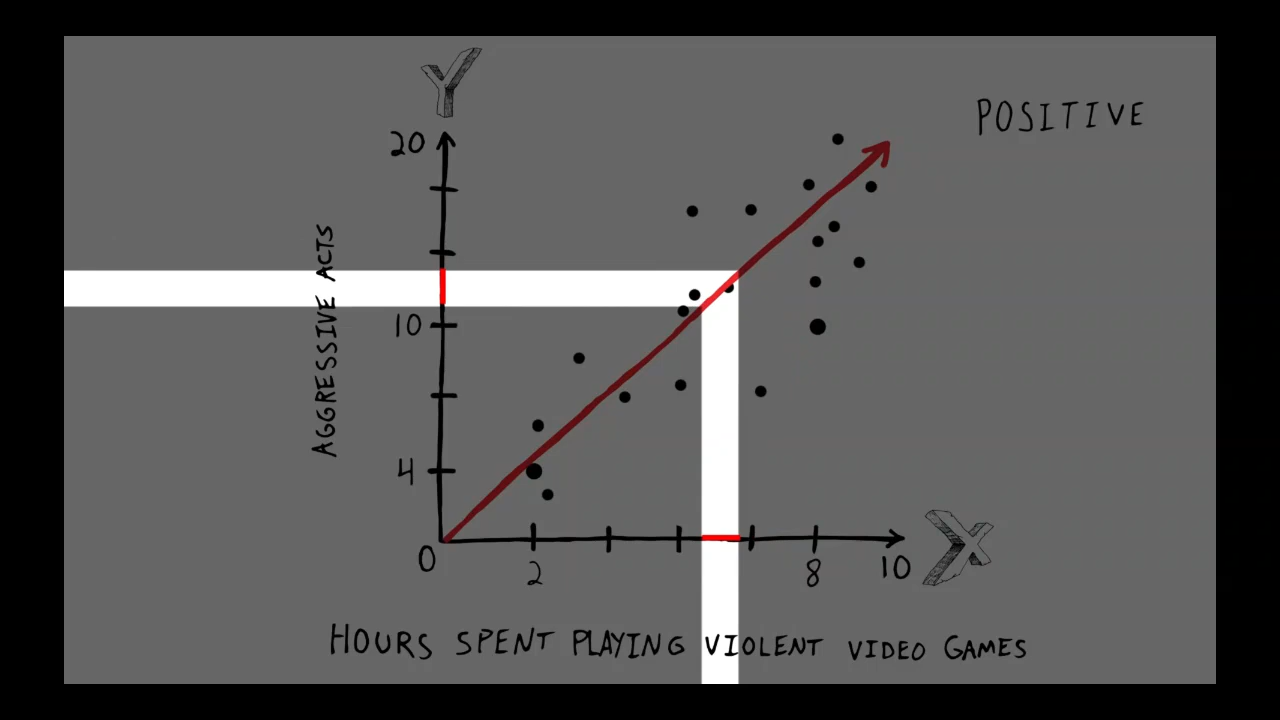 Y
POSITIVE
20
AGGRESSIVE ACTS
10
4
0
2
8
10
X
HOURS SPENT PLAYING VIOLENT VIDEO GAMES